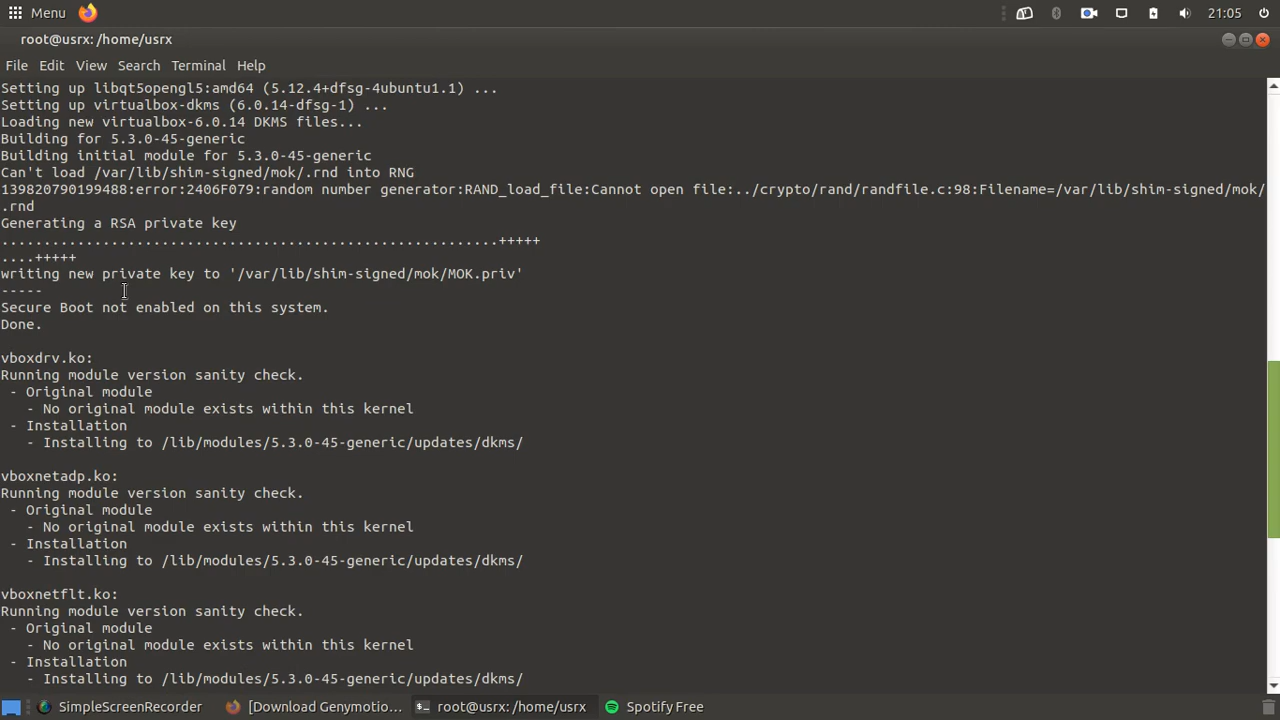 Menu
21:05
root@usrx: /home/usrx
File Edit View Search Terminal Help
Setting up libqt5opengl5:amd64 (5.12.4+dfsg-4ubuntu1.1) ...
Setting up virtualbox-dkms (6.0.14-dfsg-1) ...
Loading new virtualbox-6.0.14 DKMS files...
Building for 5.3.0-45-generic
Building initial module for 5.3.0-45-generic
Can't load /var/lib/shim-signed/mok/.rnd into RNG
139820790199488:error:2406F079:random number generator:RAND_load_file:Cannot open file:../crypto/rand/randfile.c:98:Filename=/var/lib/shim-signed/mok/
.rnd
Generating a RSA private key
...........................................................+++++
....+++++
writing new private key to '/var/lib/shim-signed/mok/MOK.priv'
-----
Secure Boot not enabled on this system.
Done.
vboxdrv.ko:
Running module version sanity check.
- Original module
- No original module exists within this kernel
- Installation
- Installing to /lib/modules/5.3.0-45-generic/updates/dkms/
vboxnetadp.ko:
Running module version sanity check.
- Original module
- No original module exists within this kernel
- Installation
- Installing to /lib/modules/5.3.0-45-generic/updates/dkms/
vboxnetflt.ko:
Running module version sanity check.
- Original module
- No original module exists within this kernel
- Installation
- Installing to /lib/modules/5.3.0-45-generic/updates/dkms/
SimpleScreenRecorder [Download Genymotio... root@usrx: /home/usrx Spotify Free